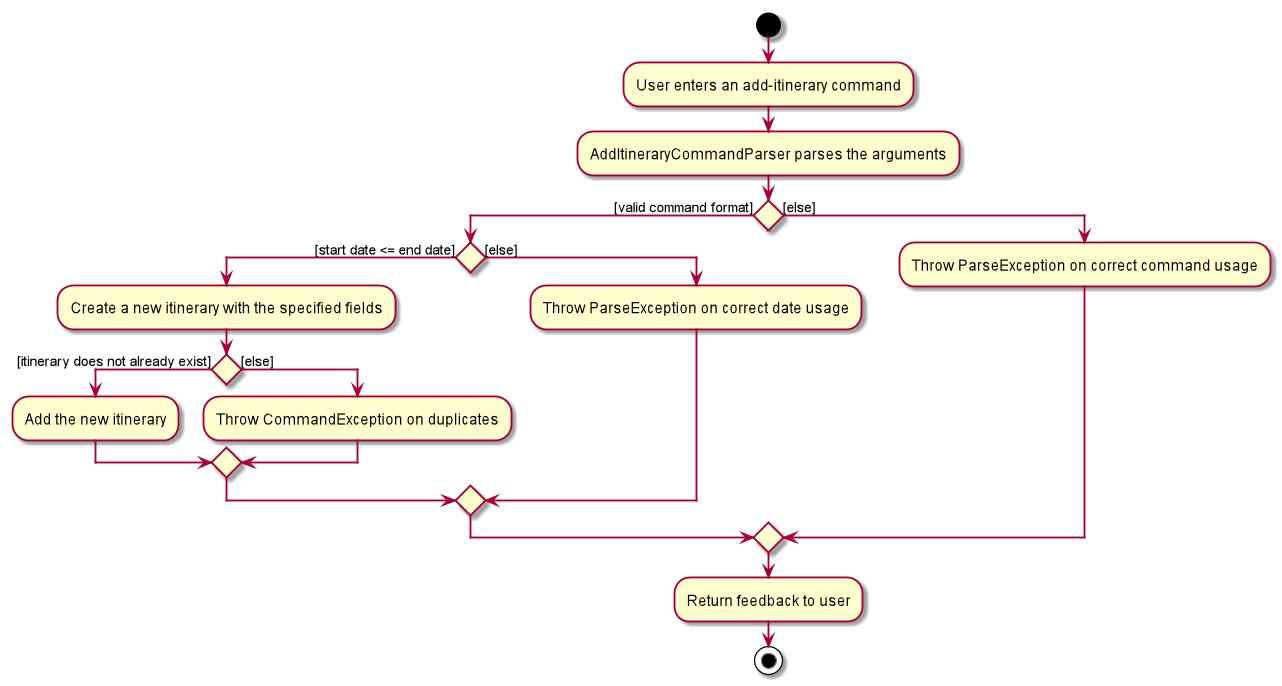 User enters an add-itinerary command
AddItineraryCommandParser parses the arguments
[valid command format]
[else]
[start date <= end date]
[else]
Throw ParseException on correct command usage
Create a new itinerary with the specified fields
Throw ParseException on correct date usage
[itinerary does not already exist]
[else]
Add the new itinerary
Throw CommandException on duplicates
Return feedback to user